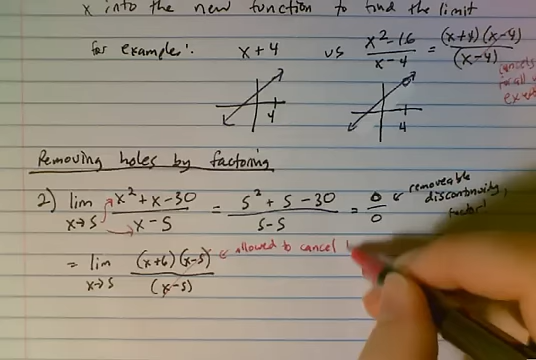 x into the new function to find the limit
for example: x + 4 vs x² - 16 / x - 4 = (x+4)(x-4) / (x-4)
cancels
recall
4 4
Removing holes by factoring
2) lim x→5 x² + x - 30 / x - 5 = 5² + 5 - 30 / 5 - 5 = 0 / 0 removeable discontinuity, factor!
= lim x→5 (x+6)(x-5) / (x-5) allowed to cancel